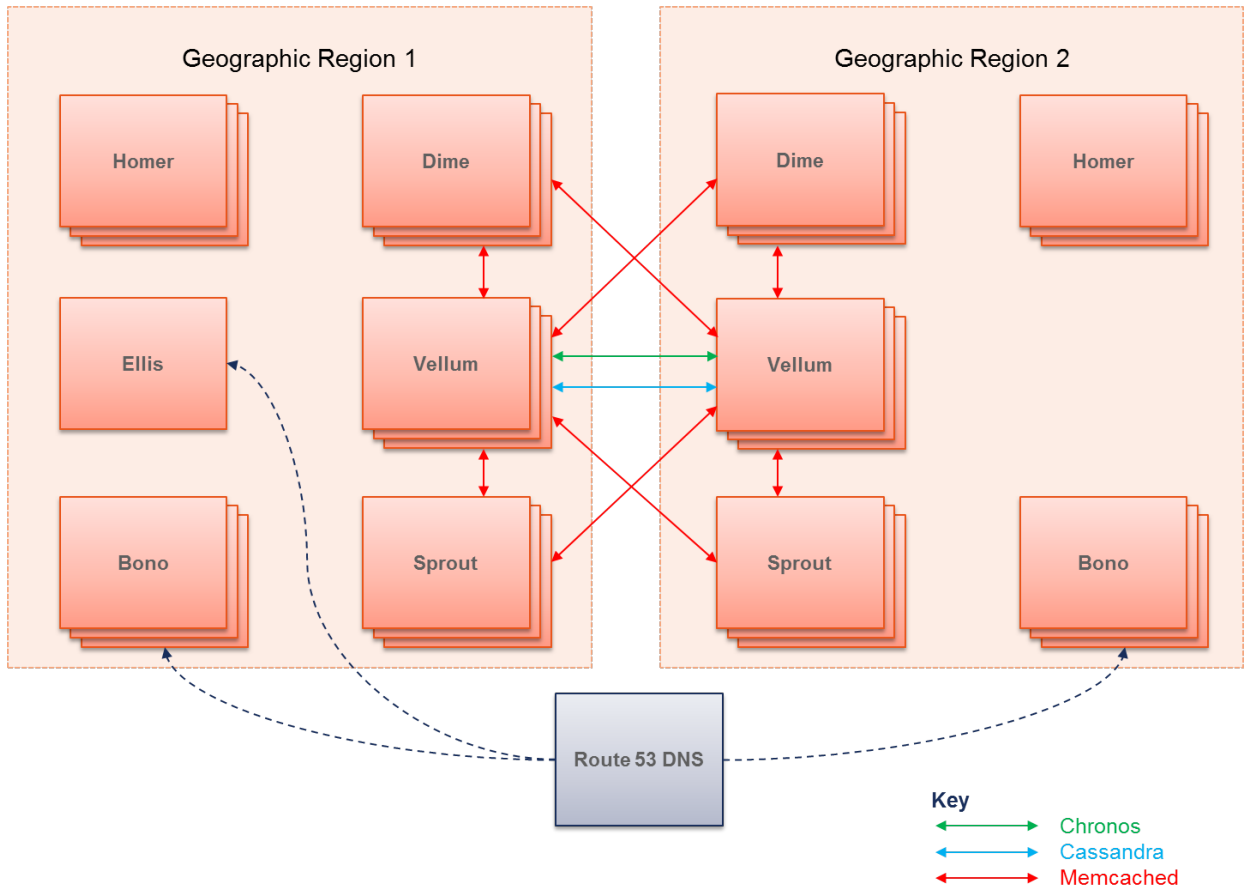 Geographic Region 1
Geographic Region 2
Homer
Dime
Dime
Homer
Ellis
Vellum
Vellum
Bono
Sprout
Sprout
Bono
Route 53 DNS
Key
Chronos
Cassandra
Memcached